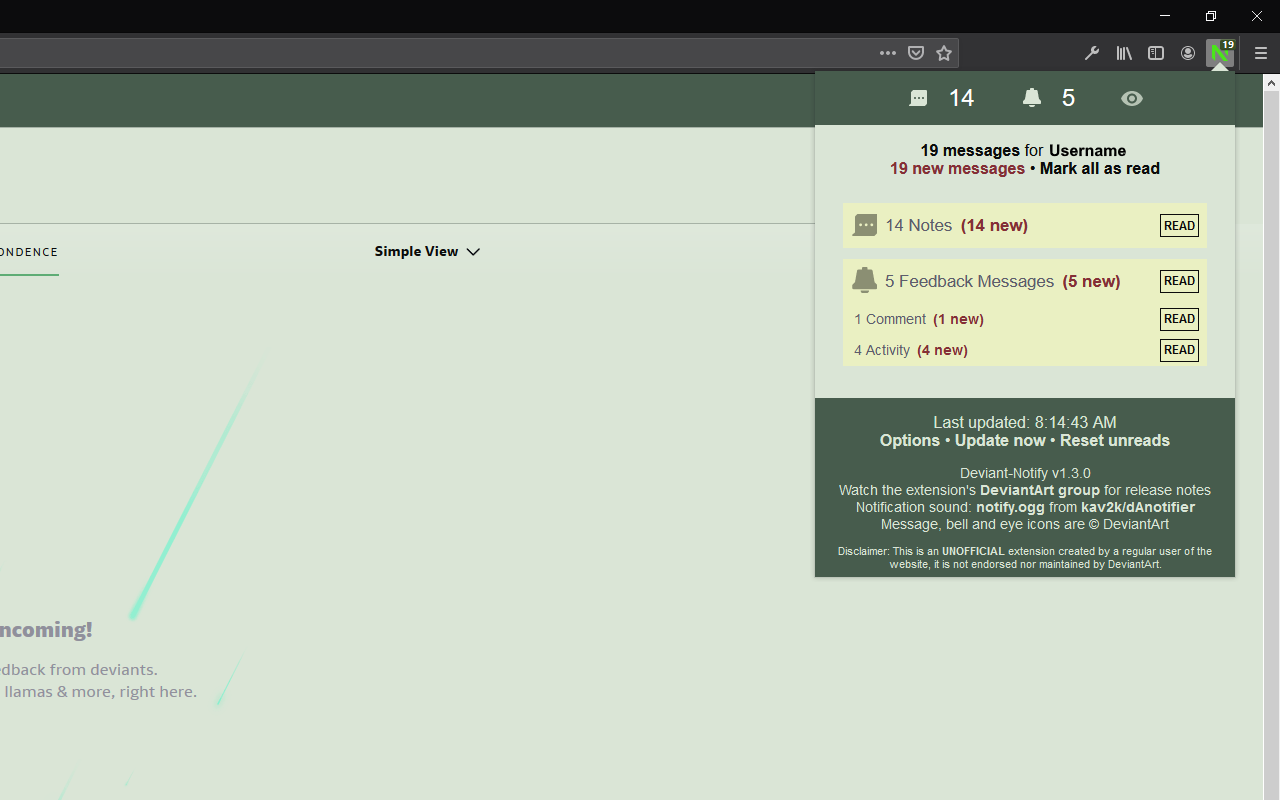 19
14 5
19 messages for Username
19 new messages • Mark all as read
14 Notes (14 new) READ
5 Feedback Messages (5 new) READ
1 Comment (1 new) READ
4 Activity (4 new) READ
Last updated: 8:14:43 AM
Options • Update now • Reset unreads
Deviant-Notify v1.3.0
Watch the extension's DeviantArt group for release notes
Notification sound: notify.ogg from kav2k/dAnotifier
Message, bell and eye icons are © DeviantArt
Disclaimer: This is an UNOFFICIAL extension created by a regular user of the
website, it is not endorsed nor maintained by DeviantArt.
ONDENCE
Simple View
ncoming!
edback from deviants.
llamas & more, right here.